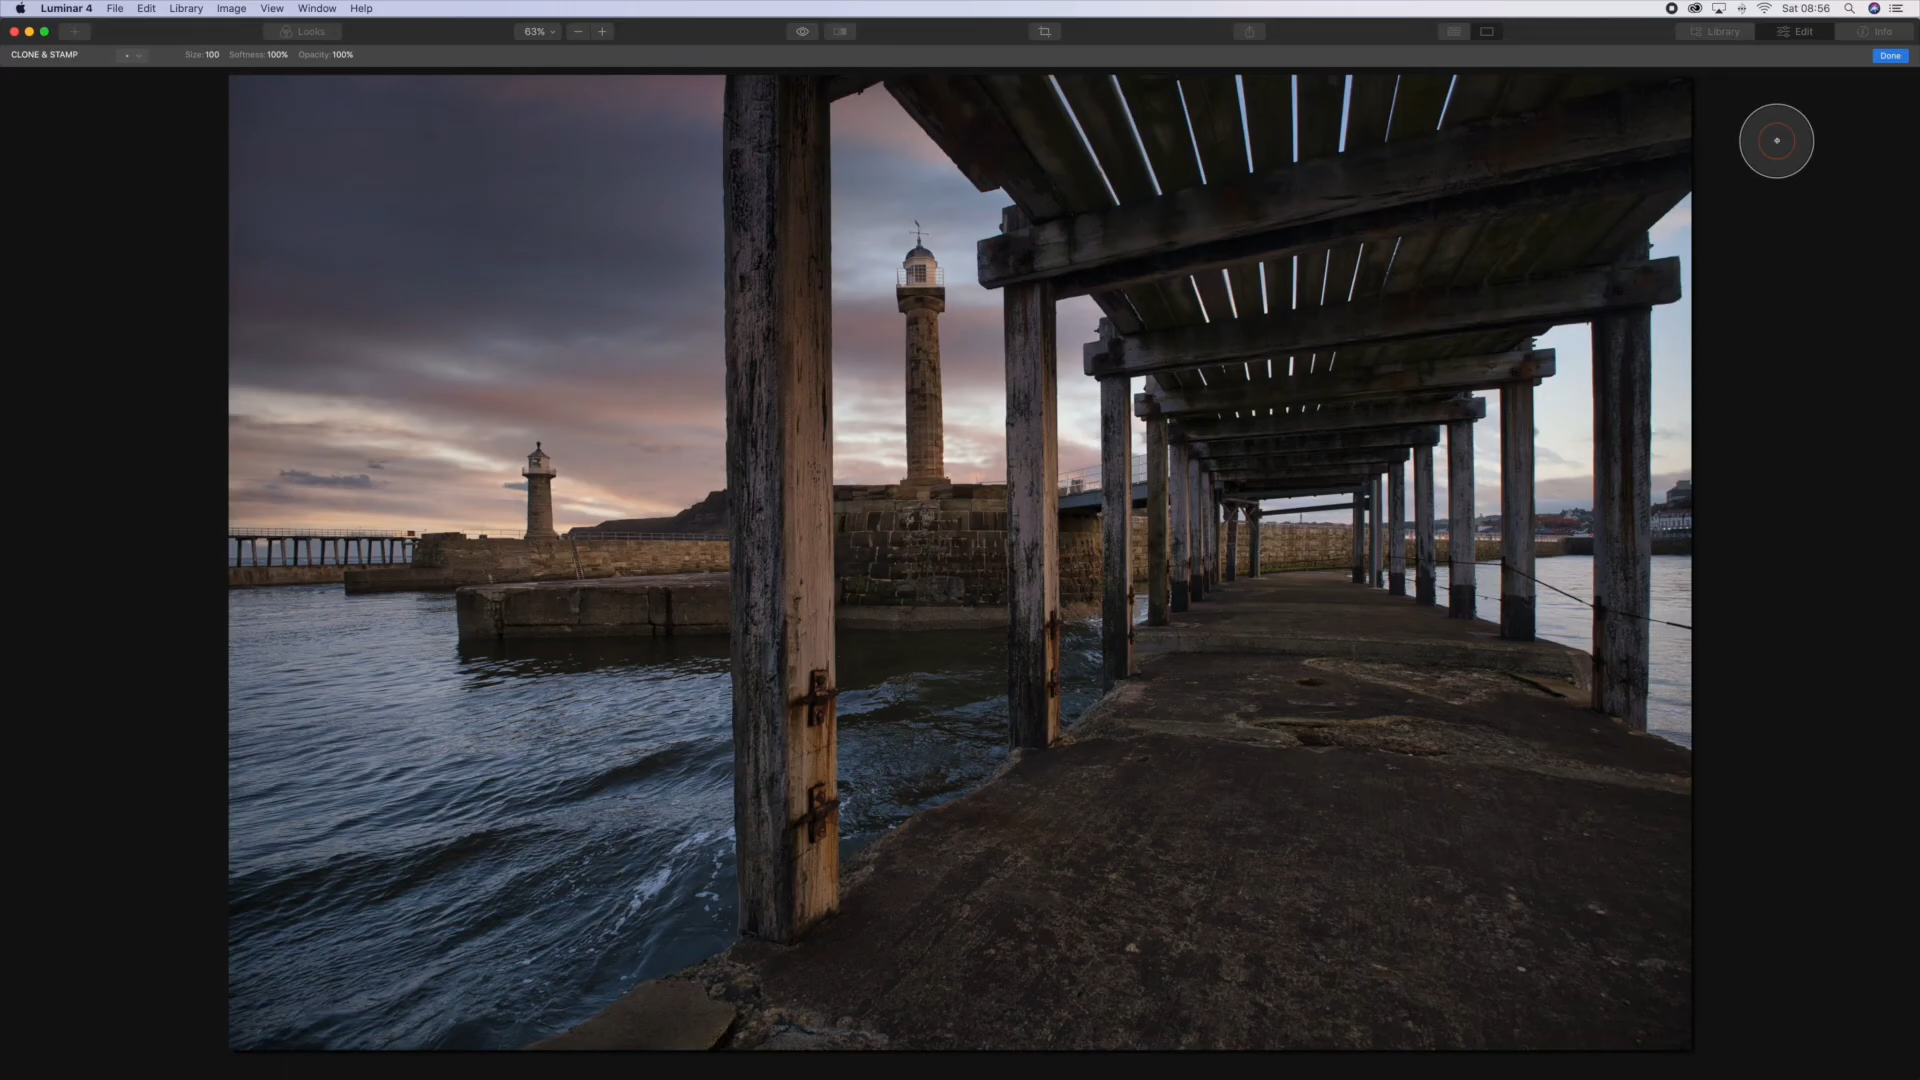 Luminar 4 File Edit Library Image View Window Help Sat 08:56
Looks 63% Library Edit Info
CLONE & STAMP Size:100 Softness:100% Opacity:100% Done